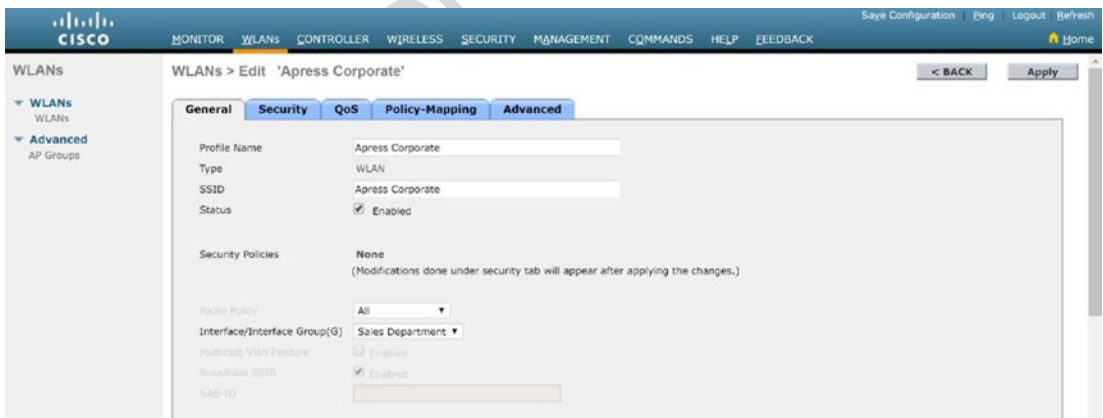 Save Configuration Ping Logout Refresh
CISCO MONITOR WLANs CONTROLLER WIRELESS SECURITY MANAGEMENT COMMANDS HELP FEEDBACK Home
WLANs
WLANs > Edit 'Apress Corporate'
< BACK Apply
WLANs
WLANs
Advanced
AP Groups
General Security QoS Policy-Mapping Advanced
Profile Name Apress Corporate
Type WLAN
SSID Apress Corporate
Status Enabled
Security Policies None
(Modifications done under security tab will appear after applying the changes.)
Radio Policy All
Interface/Interface Group(G) Sales Department
Multicast Vlan Feature Enabled
Broadcast SSID Enabled
NAS-ID